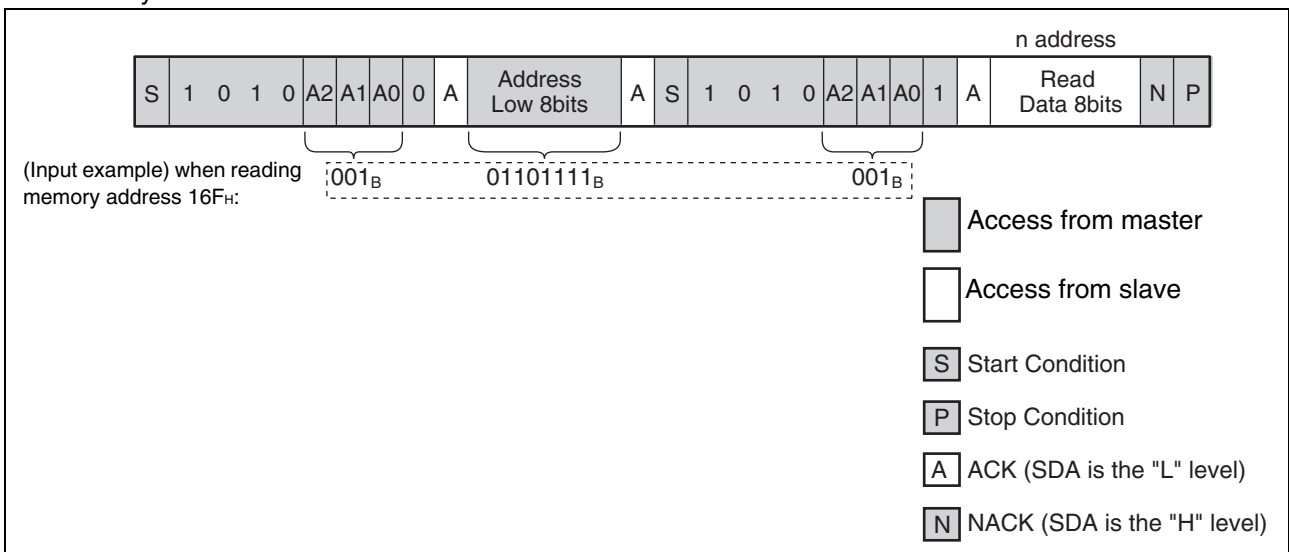 n address
S 1 0 1 0 A2 A1 A0 0 A Address Low 8bits A S 1 0 1 0 A2 A1 A0 1 A Read Data 8bits N P
(Input example) when reading
memory address 16FH:
001B 01101111B 001B
Access from master
Access from slave
S Start Condition
P Stop Condition
A ACK (SDA is the "L" level)
N NACK (SDA is the "H" level)